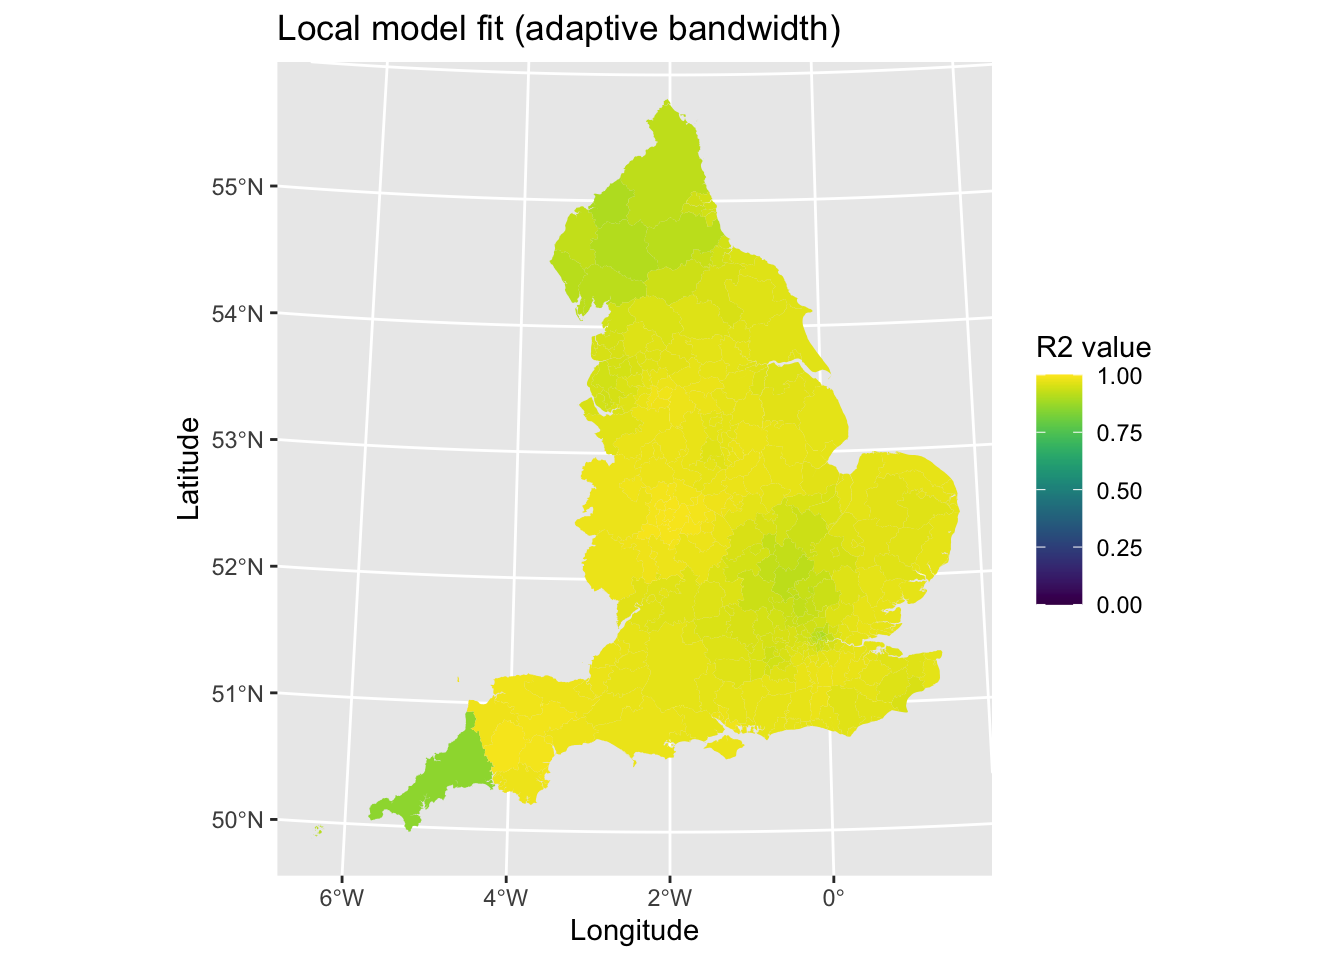 Local model fit (adaptive bandwidth)
55°N
54°N
53°N
52°N
51°N
50°N
Latitude
6°W
4°W
2°W
0°
Longitude
R2 value
1.00
0.75
0.50
0.25
0.00